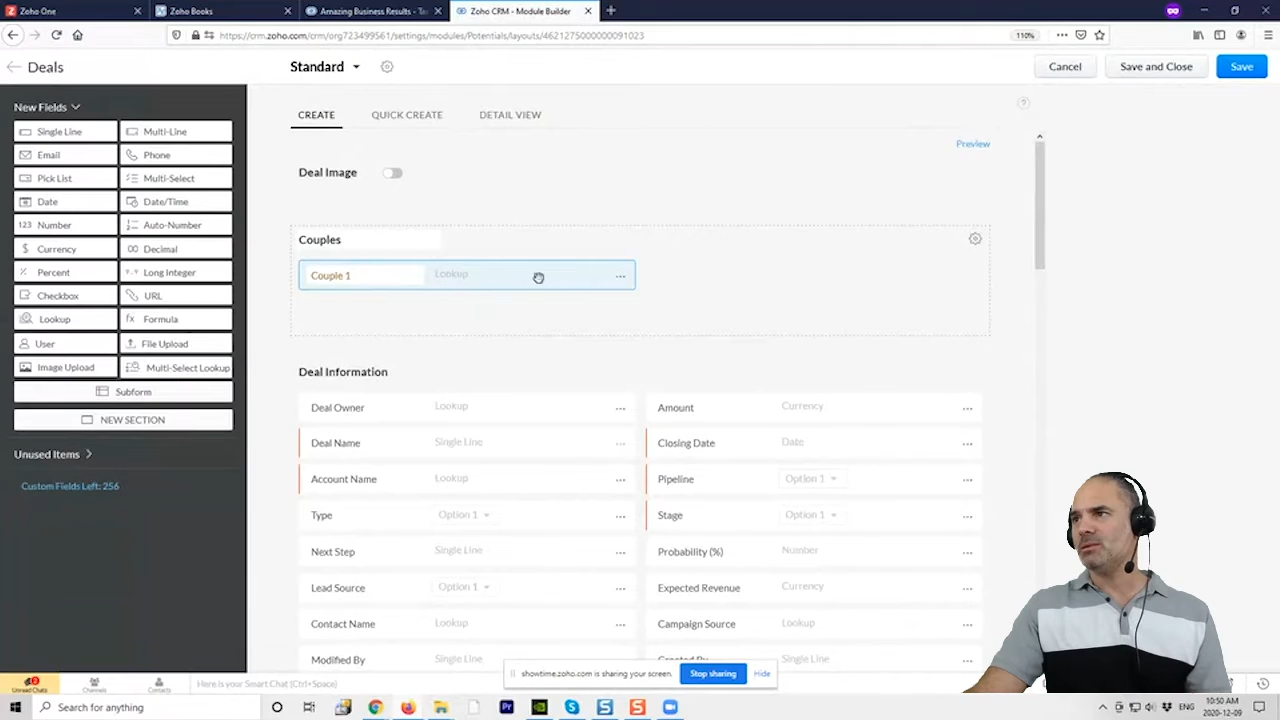 Zoho One
Zoho Books
Amazing Business Results - Te
Zoho CRM - Module Builder
https://crm.zoho.com/crm/org723499561/settings/modules/Potentials/layouts/4621275000000091023
110%
Deals
Standard
Cancel
Save and Close
Save
New Fields
Single Line
Multi-Line
Email
Phone
Pick List
Multi-Select
Date
Date/Time
Number
Auto-Number
Currency
Decimal
Percent
Long Integer
Checkbox
URL
Lookup
Formula
User
File Upload
Image Upload
Multi-Select Lookup
Subform
NEW SECTION
Unused Items
Custom Fields Left: 256
CREATE
QUICK CREATE
DETAIL VIEW
Preview
Deal Image
Couples
Couple 1
Lookup
Deal Information
Deal Owner Lookup
Amount Currency
Deal Name Single Line
Closing Date Date
Account Name Lookup
Pipeline Option 1
Type Option 1
Stage Option 1
Next Step Single Line
Probability (%) Number
Lead Source Option 1
Expected Revenue Currency
Contact Name Lookup
Campaign Source Lookup
Modified By Single Line
Created By Single Line
showtime.zoho.com is sharing your screen.
Stop sharing
Hide
Unread Chats
Channels
Contacts
Here is your Smart Chat (Ctrl+Space)
Search for anything
10:50 AM
2020-12-09